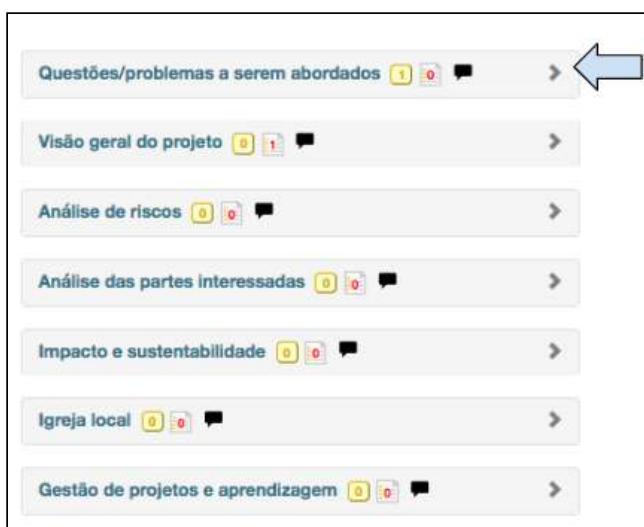 Questões/problemas a serem abordados 1 0
Visão geral do projeto 0 1
Análise de riscos 0 0
Análise das partes interessadas 0 0
Impacto e sustentabilidade 0 0
Igreja local 0 0
Gestão de projetos e aprendizagem 0 0